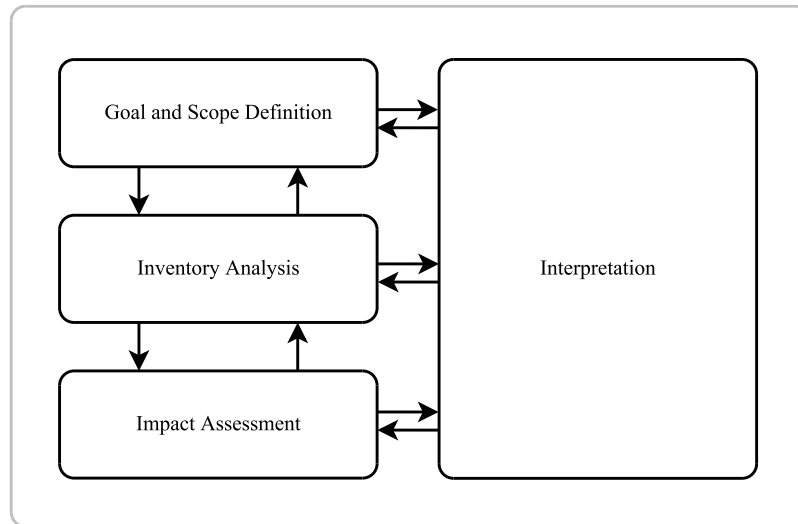 Goal and Scope Definition
Inventory Analysis
Interpretation
Impact Assessment